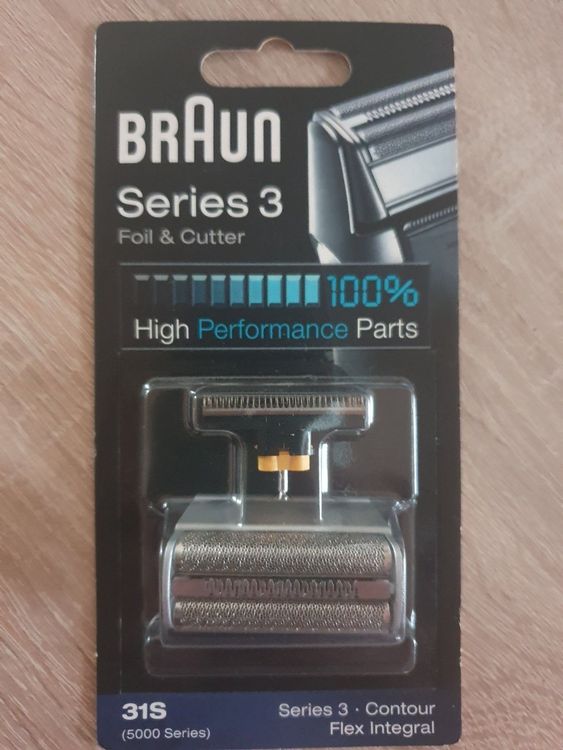 BRAUN
Series 3
Foil & Cutter
100%
High Performance Parts
31S
(5000 Series)
Series 3 · Contour
Flex Integral